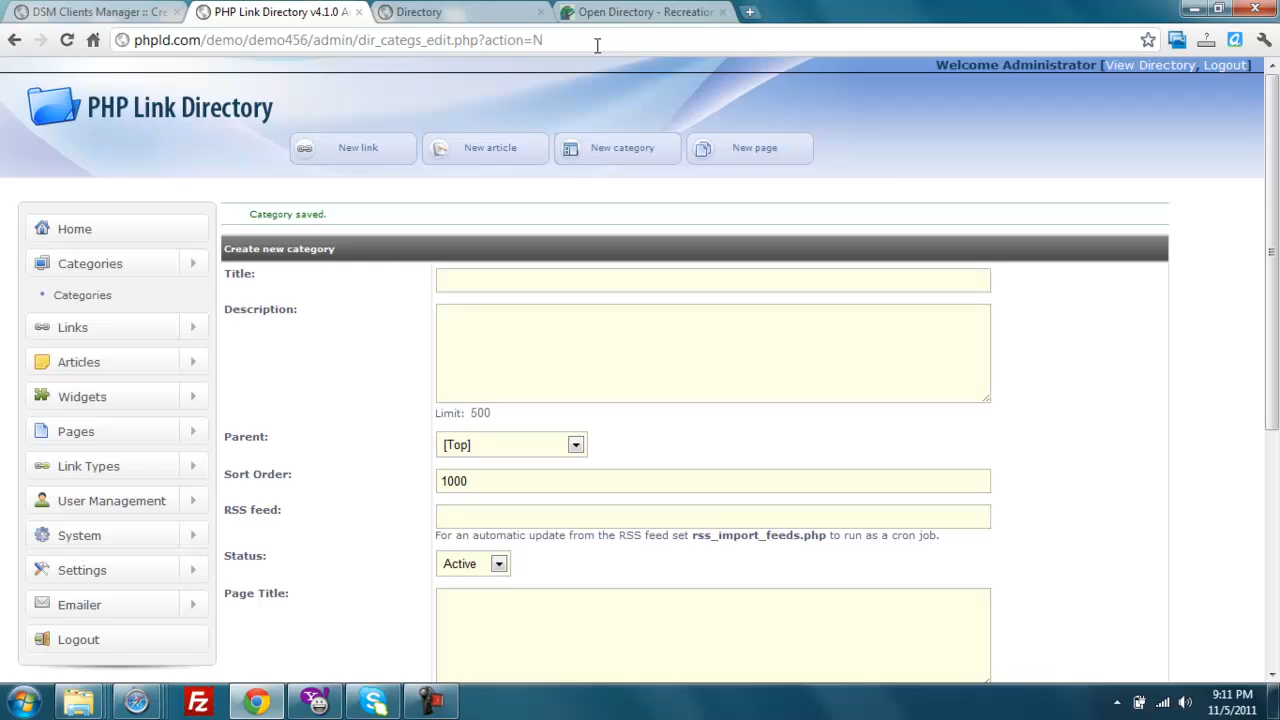 DSM Clients Manager :: Cre
PHP Link Directory v4.1.0 A
Directory
Open Directory - Recreation
phpld.com/demo/demo456/admin/dir_categs_edit.php?action=N
Welcome Administrator [View Directory, Logout]
PHP Link Directory
New link
New article
New category
New page
Category saved.
Home
Categories
Categories
Links
Articles
Widgets
Pages
Link Types
User Management
System
Settings
Emailer
Logout
Create new category
Title:
Description:
Limit: 500
Parent:
[Top]
Sort Order:
1000
RSS feed:
For an automatic update from the RSS feed set rss_import_feeds.php to run as a cron job.
Status:
Active
Page Title:
9:11 PM
11/5/2011